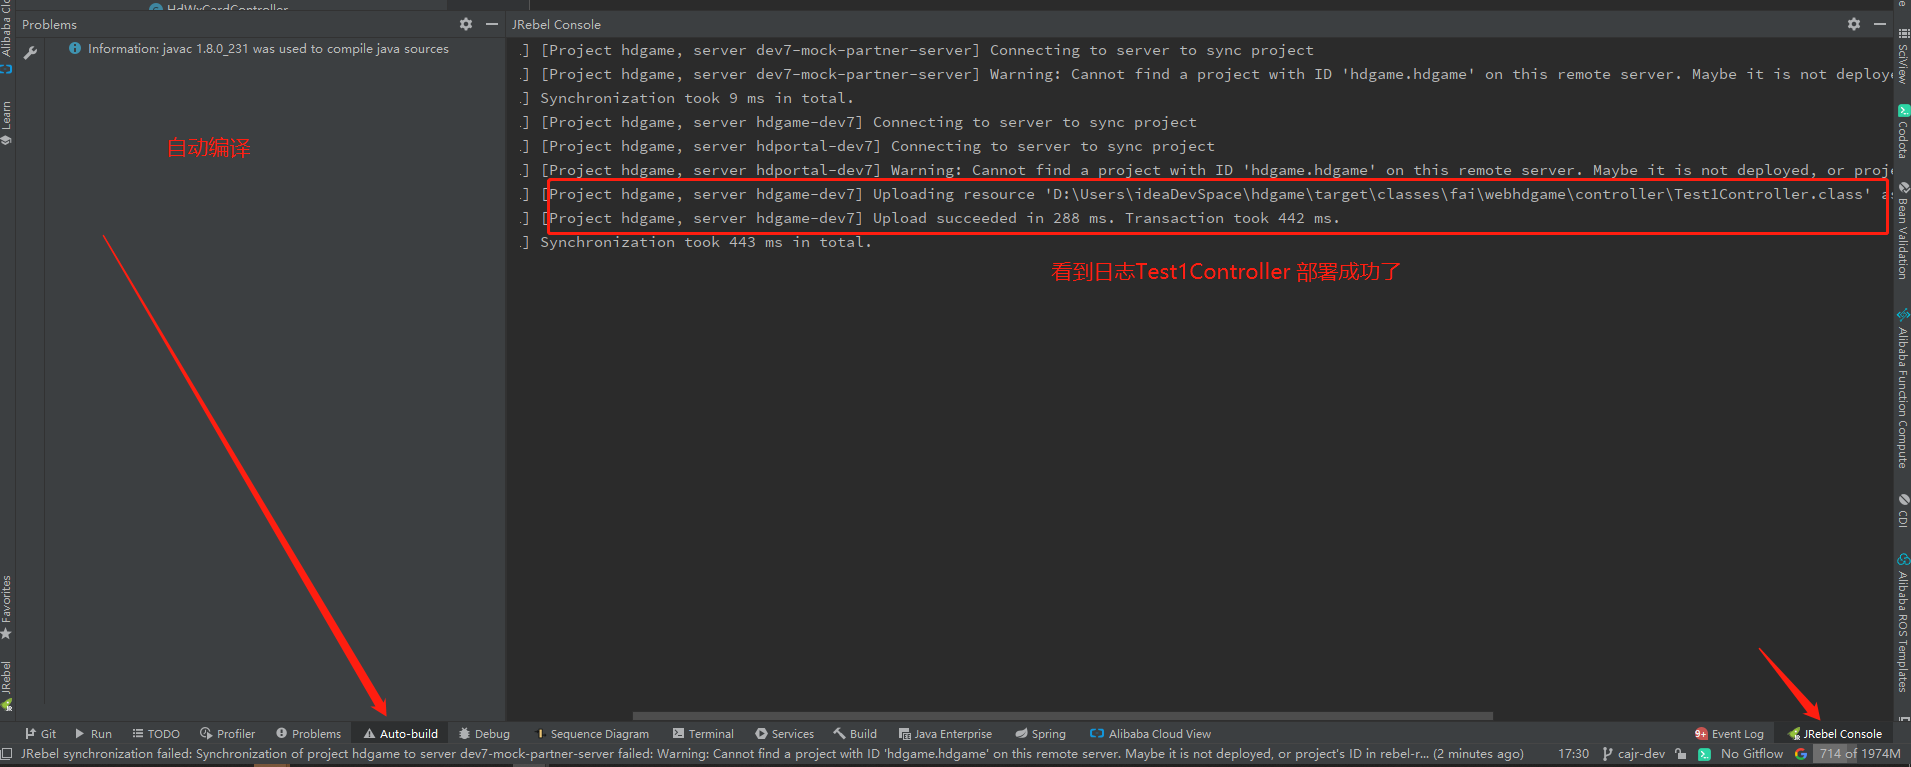 Problems
Information: javac 1.8.0_231 was used to compile java sources
自动编译
JRebel Console
.] [Project hdgame, server dev7-mock-partner-server] Connecting to server to sync project
.] [Project hdgame, server dev7-mock-partner-server] Warning: Cannot find a project with ID 'hdgame.hdgame' on this remote server. Maybe it is not deploye
.] Synchronization took 9 ms in total.
.] [Project hdgame, server hdgame-dev7] Connecting to server to sync project
.] [Project hdgame, server hdportal-dev7] Connecting to server to sync project
.] [Project hdgame, server hdportal-dev7] Warning: Cannot find a project with ID 'hdgame.hdgame' on this remote server. Maybe it is not deployed, or proje
.] [Project hdgame, server hdgame-dev7] Uploading resource 'D:\Users\ideaDevSpace\hdgame\target\classes\fai\webhdgame\controller\Test1Controller.class' a
.] [Project hdgame, server hdgame-dev7] Upload succeeded in 288 ms. Transaction took 442 ms.
.] Synchronization took 443 ms in total.
看到日志Test1Controller 部署成功了
Learn
Favorites
JRebel
SciView
Codota
Bean Validation
Alibaba Function Compute
CDI
Alibaba ROS Templates
Git Run TODO Profiler Problems Auto-build Debug Sequence Diagram Terminal Services Build Java Enterprise Spring Alibaba Cloud View 9+ Event Log JRebel Console
JRebel synchronization failed: Synchronization of project hdgame to server dev7-mock-partner-server failed: Warning: Cannot find a project with ID 'hdgame.hdgame' on this remote server. Maybe it is not deployed, or project's ID in rebel-r... (2 minutes ago) 17:30 cajr-dev No Gitflow 714 of 1974M